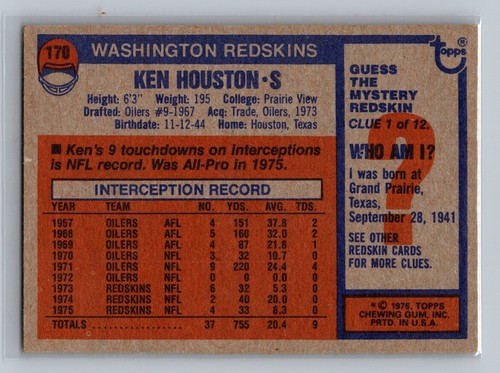 170
WASHINGTON REDSKINS
KEN HOUSTON • S
Height: 6'3" Weight: 195 College: Prairie View
Drafted: Oilers #9-1967 Acq: Trade, Oilers, 1973
Birthdate: 11-12-44 Home: Houston, Texas
■ Ken's 9 touchdowns on interceptions
is NFL record. Was All-Pro in 1975.
INTERCEPTION RECORD
YEAR TEAM NO. YDS. AVG. TDS.
1967 OILERS AFL 4 151 37.8 2
1968 OILERS AFL 5 160 32.0 2
1969 OILERS AFL 4 87 21.8 1
1970 OILERS NFL 3 32 10.7 0
1971 OILERS NFL 9 220 24.4 4
1972 OILERS NFL 0 0 0.0 0
1973 REDSKINS NFL 6 32 5.3 0
1974 REDSKINS NFL 2 40 20.0 0
1975 REDSKINS NFL 4 33 8.3 0
TOTALS 37 755 20.4 9
topps
GUESS
THE
MYSTERY
REDSKIN
CLUE 1 of 12.
WHO AM I?
I was born at
Grand Prairie,
Texas,
September 28, 1941
SEE OTHER
REDSKIN CARDS
FOR MORE CLUES.
?
*© 1976, TOPPS
CHEWING GUM, INC.
PRTD. IN U.S.A.